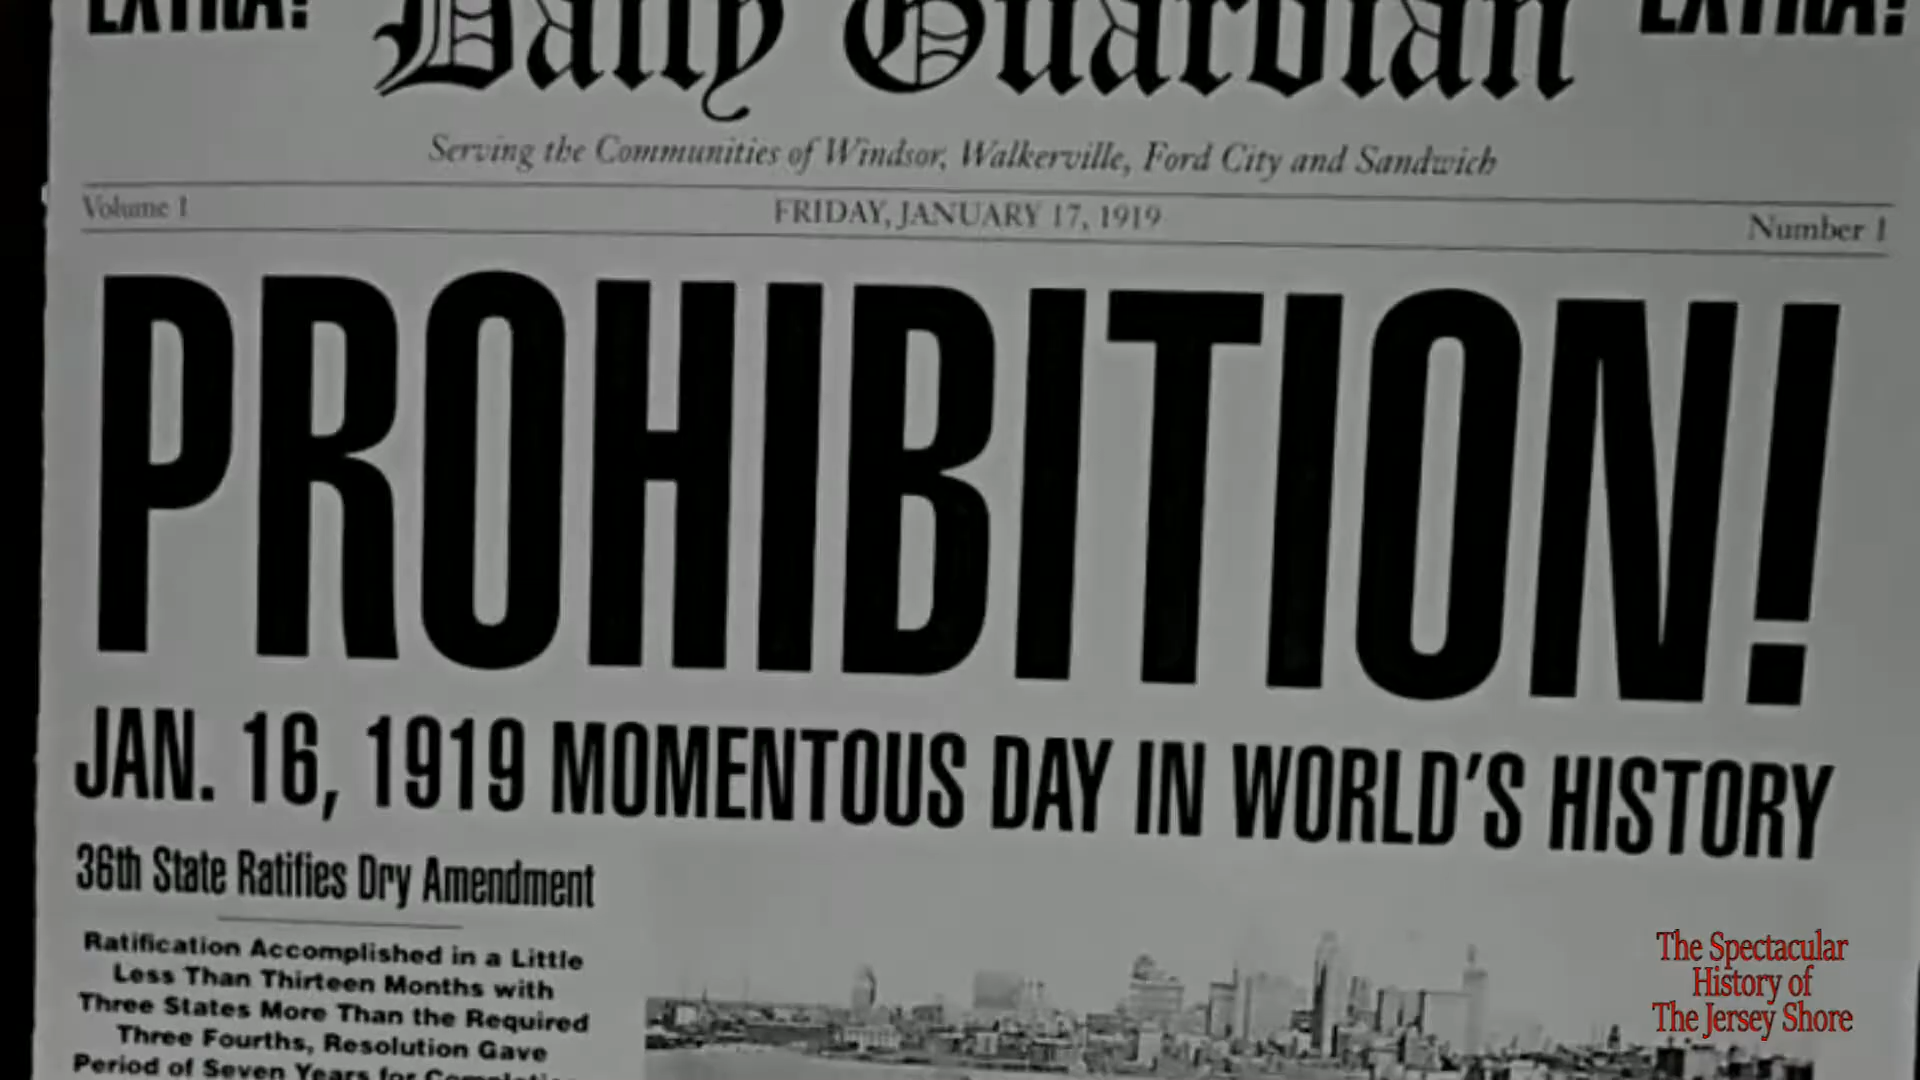 EXTRA! Daily Guardian EXTRA!
Serving the Communities of Windsor, Walkerville, Ford City and Sandwich
Volume 1 FRIDAY, JANUARY 17, 1919 Number 1
PROHIBITION!
JAN. 16, 1919 MOMENTOUS DAY IN WORLD'S HISTORY
36th State Ratifies Dry Amendment
Ratification Accomplished in a Little
Less Than Thirteen Months with
Three States More Than the Required
Three Fourths, Resolution Gave
Period of Seven Years for
The Spectacular
History of
The Jersey Shore